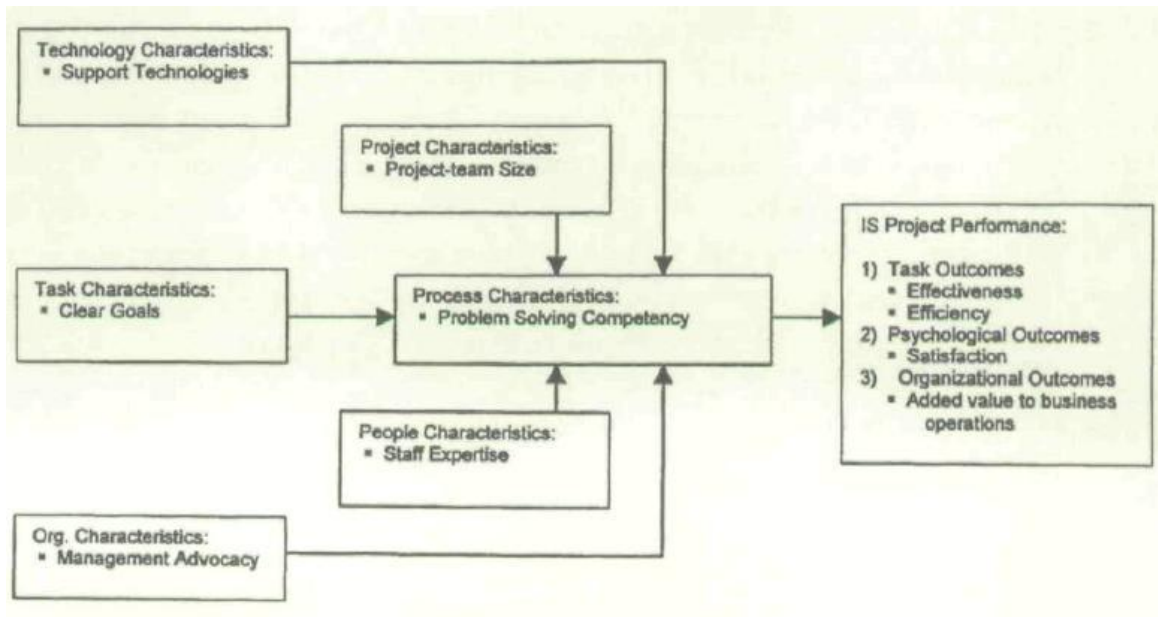 Technology Characteristics:
▪ Support Technologies
Project Characteristics:
▪ Project-team Size
Task Characteristics:
▪ Clear Goals
Process Characteristics:
▪ Problem Solving Competency
People Characteristics:
▪ Staff Expertise
Org. Characteristics:
▪ Management Advocacy
IS Project Performance:
1) Task Outcomes
▪ Effectiveness
▪ Efficiency
2) Psychological Outcomes
▪ Satisfaction
3) Organizational Outcomes
▪ Added value to business
operations